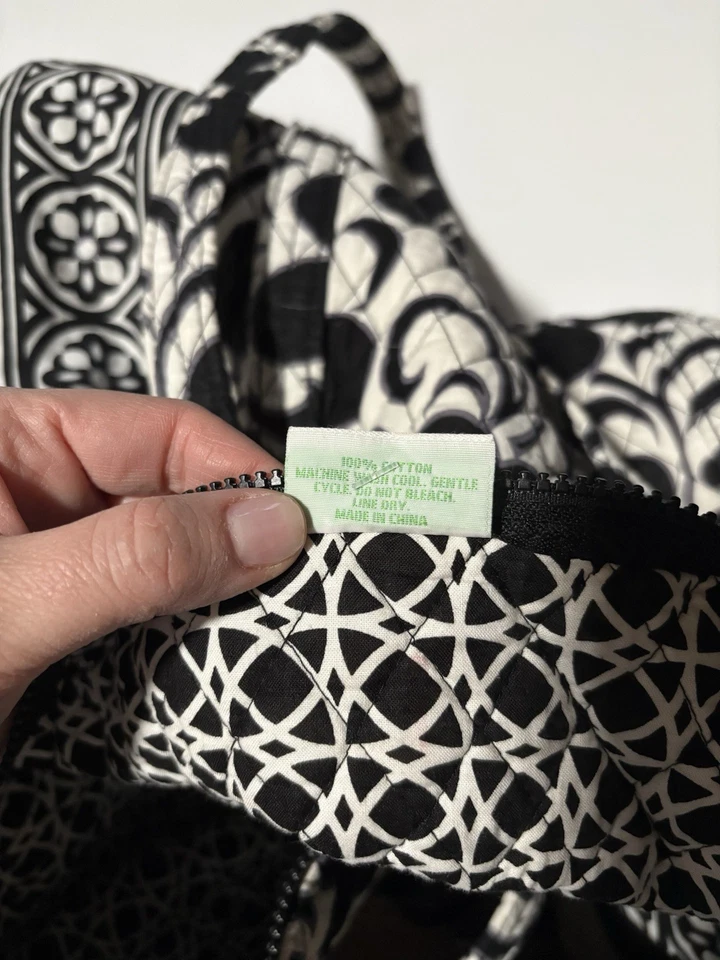 100% COTTON
MACHINE WASH COOL. GENTLE
CYCLE. DO NOT BLEACH.
LINE DRY.
MADE IN CHINA